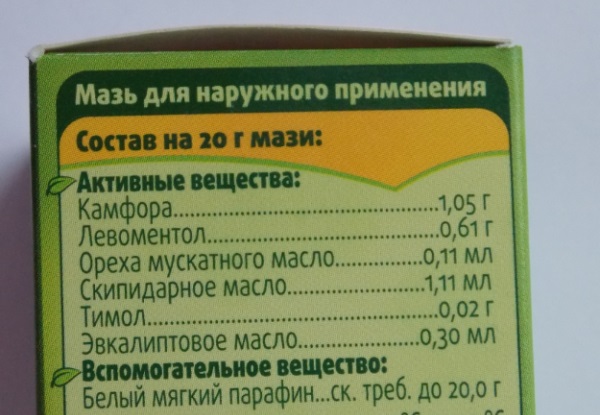 Мазь для наружного применения
Состав на 20 г мази:
Активные вещества:
Камфора................................................1,05 г
Левоментол...........................................0,61 г
Ореха мускатного масло................0,11 мл
Скипидарное масло..........................1,11 мл
Тимол......................................................0,02 г
Эвкалиптовое масло.......................0,30 мл
Вспомогательное вещество:
Белый мягкий парафин...ск. треб. до 20,0 г